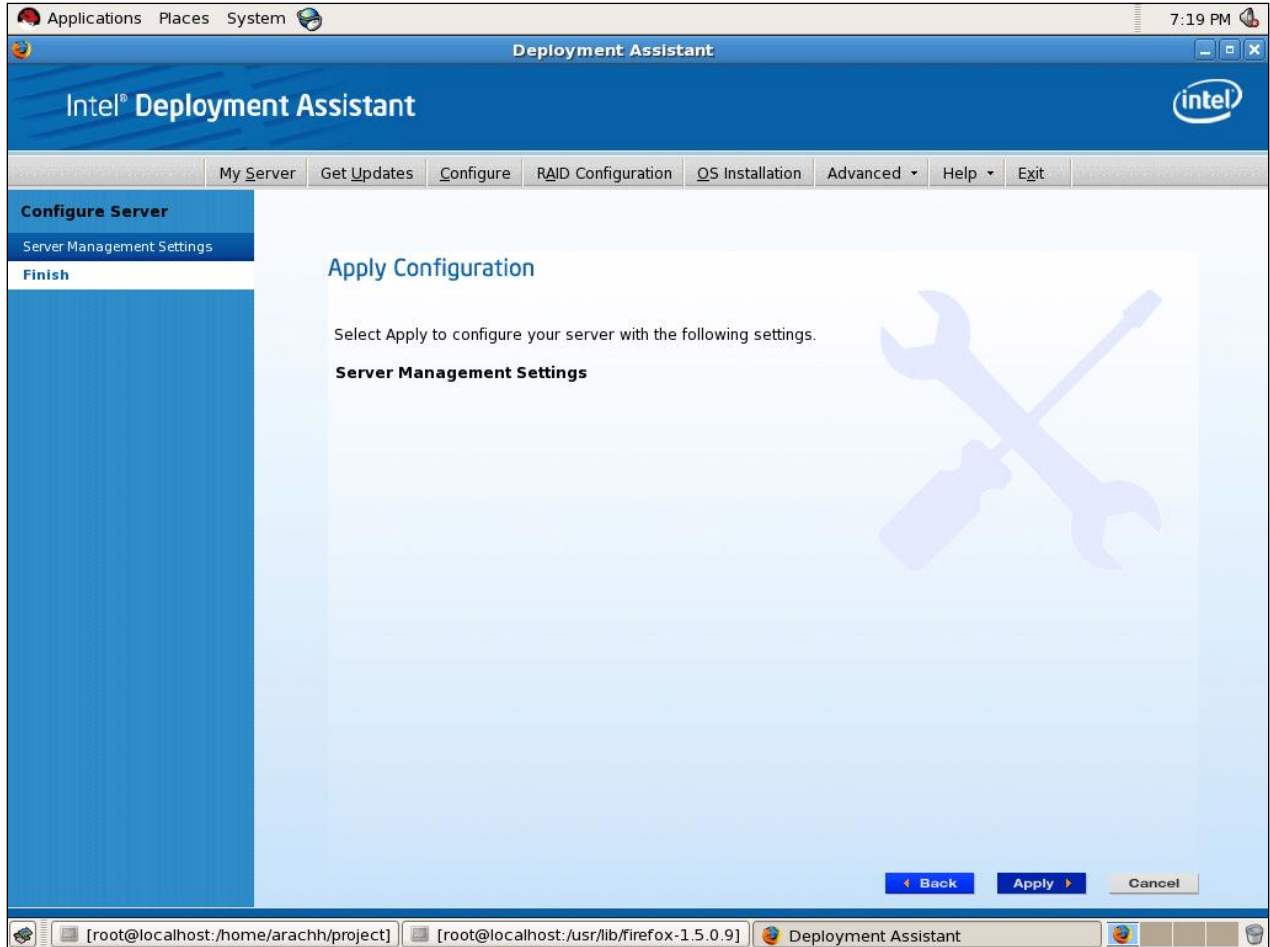 Applications Places System 7:19 PM
Deployment Assistant
Intel® Deployment Assistant
intel
My Server Get Updates Configure RAID Configuration OS Installation Advanced Help Exit
Configure Server
Server Management Settings
Finish
Apply Configuration
Select Apply to configure your server with the following settings.
Server Management Settings
Back Apply Cancel
[root@localhost:/home/arachh/project] [root@localhost:/usr/lib/firefox-1.5.0.9] Deployment Assistant